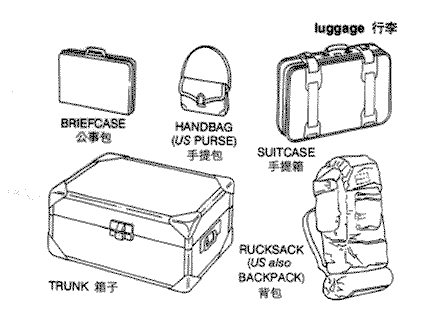 luggage 行李
BRIEFCASE
公事包
HANDBAG
(US PURSE)
手提包
SUITCASE
手提箱
TRUNK 箱子
RUCKSACK
(US also
BACKPACK)
背包